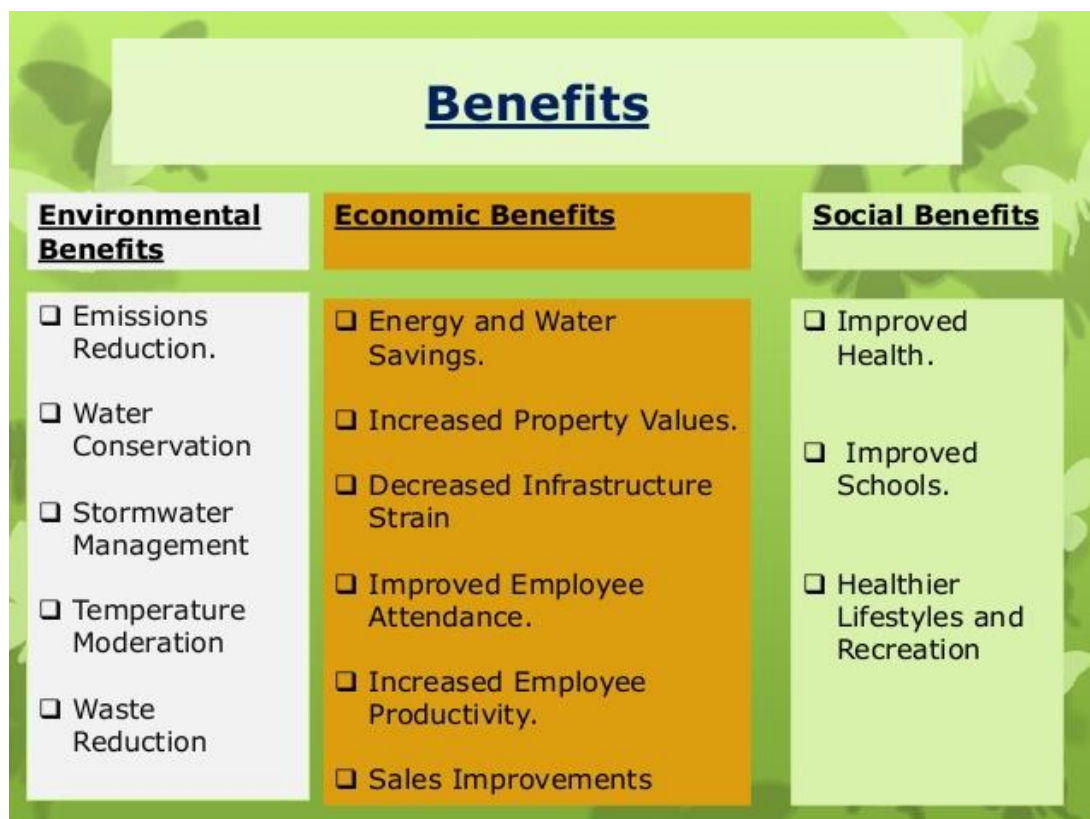 Benefits
Environmental
Benefits
❑ Emissions
Reduction.
❑ Water
Conservation
❑ Stormwater
Management
❑ Temperature
Moderation
❑ Waste
Reduction
Economic Benefits
❑ Energy and Water
Savings.
❑ Increased Property Values.
❑ Decreased Infrastructure
Strain
❑ Improved Employee
Attendance.
❑ Increased Employee
Productivity.
❑ Sales Improvements
Social Benefits
❑ Improved
Health.
❑ Improved
Schools.
❑ Healthier
Lifestyles and
Recreation